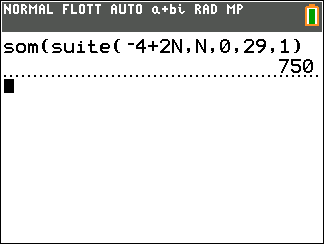 NORMAL FLOTT AUTO a+bi RAD MP
som(suite(-4+2N,N,0,29,1)
750